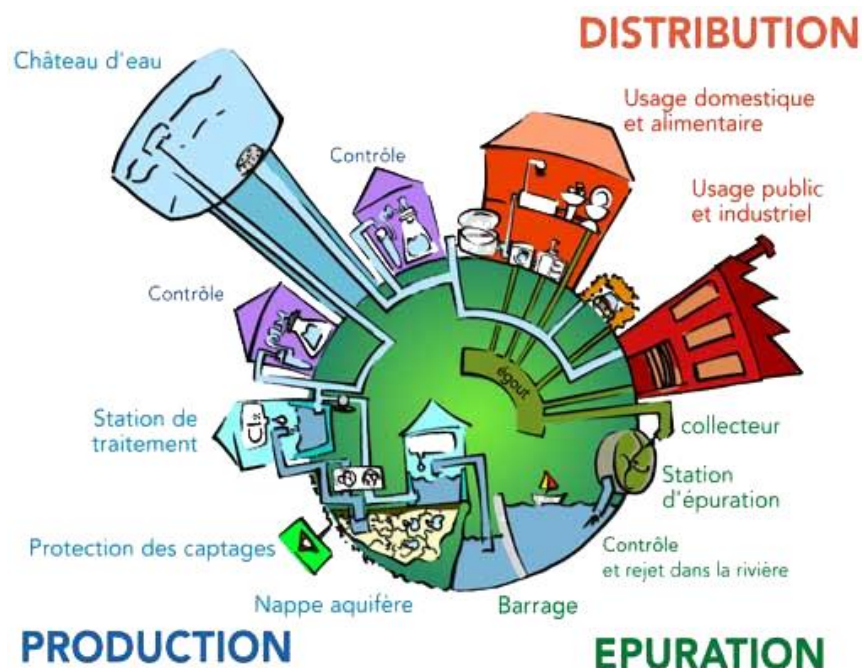 DISTRIBUTION
Château d'eau
Usage domestique
et alimentaire
Contrôle
Usage public
et industriel
Contrôle
égout
Station de
traitement
Cl₂
collecteur
Station
d'épuration
Protection des captages
Contrôle
et rejet dans la rivière
Nappe aquifère
Barrage
PRODUCTION
EPURATION